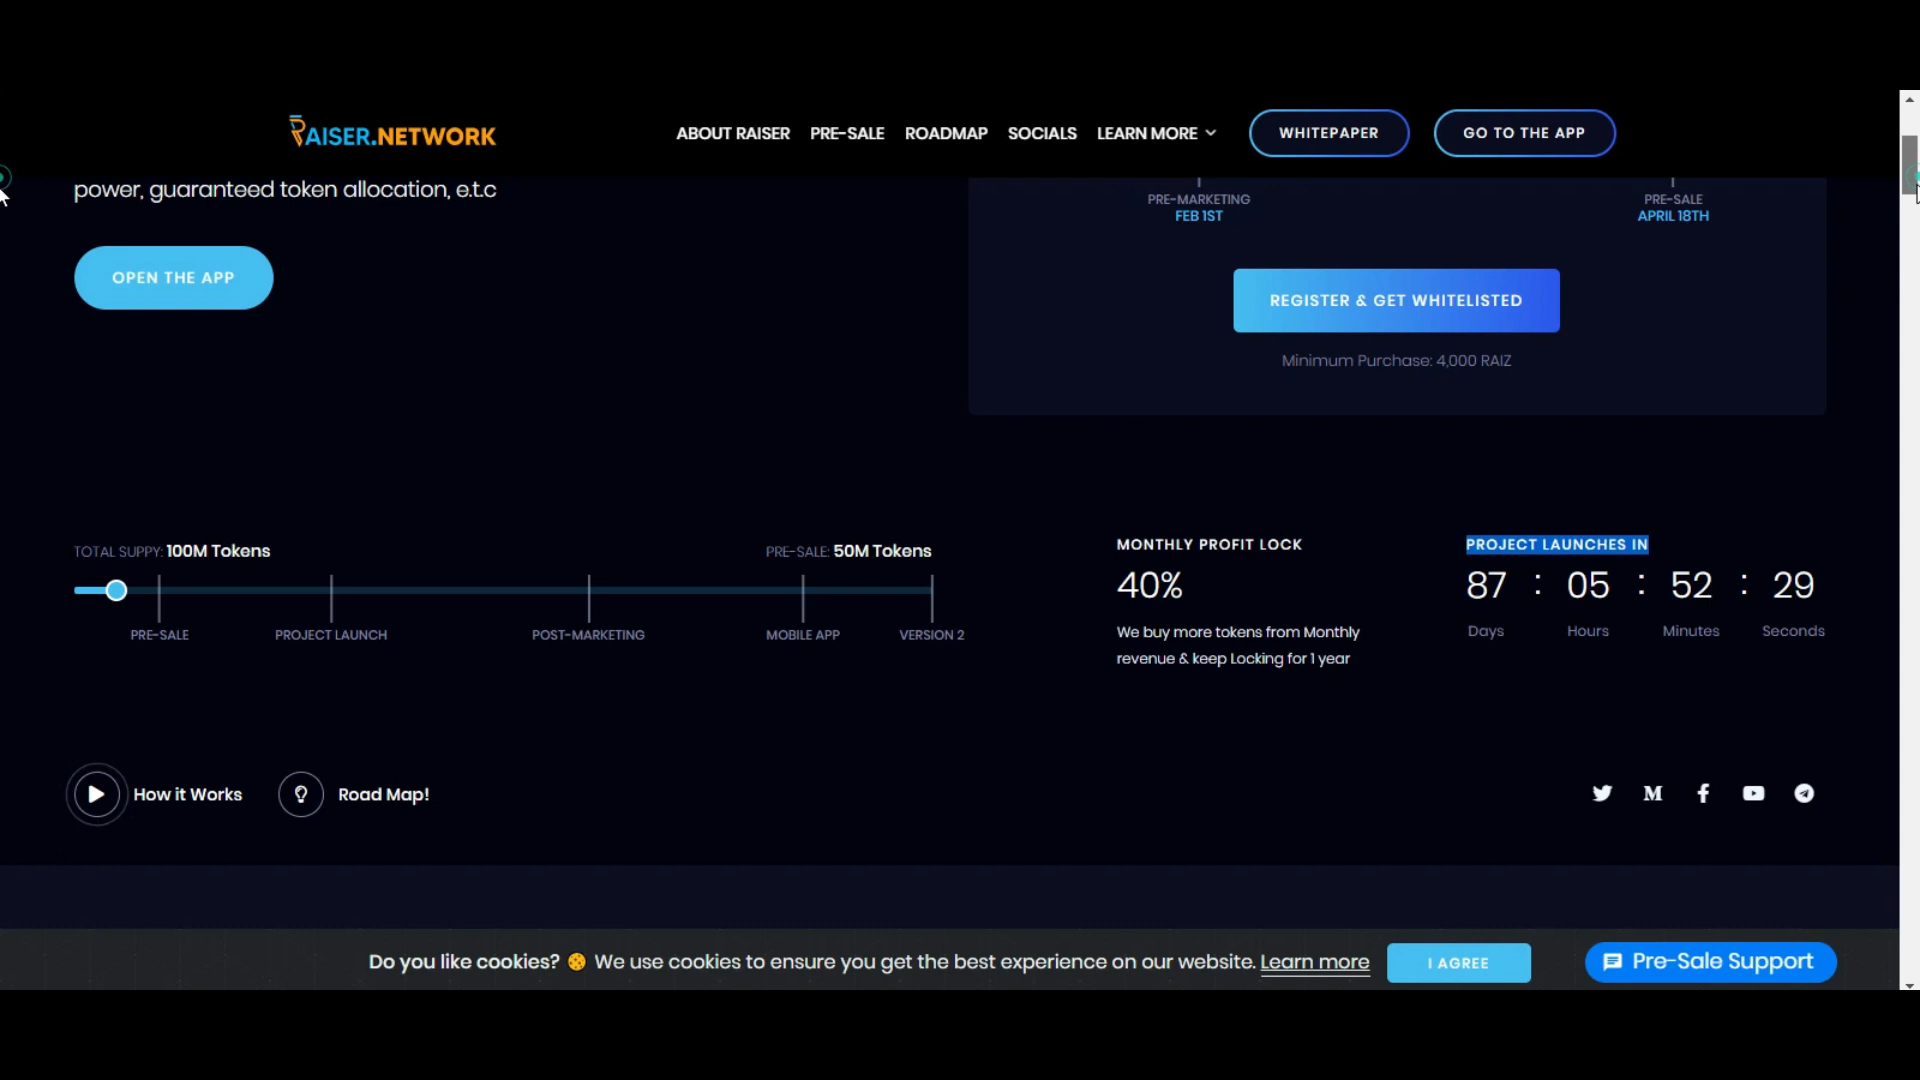 RAISER.NETWORK
ABOUT RAISER
PRE-SALE
ROADMAP
SOCIALS
LEARN MORE
WHITEPAPER
GO TO THE APP
power, guaranteed token allocation, e.t.c
OPEN THE APP
PRE-MARKETING
FEB 1ST
PRE-SALE
APRIL 18TH
REGISTER & GET WHITELISTED
Minimum Purchase: 4,000 RAIZ
TOTAL SUPPY: 100M Tokens
PRE-SALE: 50M Tokens
PRE-SALE
PROJECT LAUNCH
POST-MARKETING
MOBILE APP
VERSION 2
MONTHLY PROFIT LOCK
40%
We buy more tokens from Monthly
revenue & keep Locking for 1 year
PROJECT LAUNCHES IN
87 : 05 : 52 : 29
Days Hours Minutes Seconds
How it Works
Road Map!
Do you like cookies? 🍪 We use cookies to ensure you get the best experience on our website. Learn more
I AGREE
Pre-Sale Support